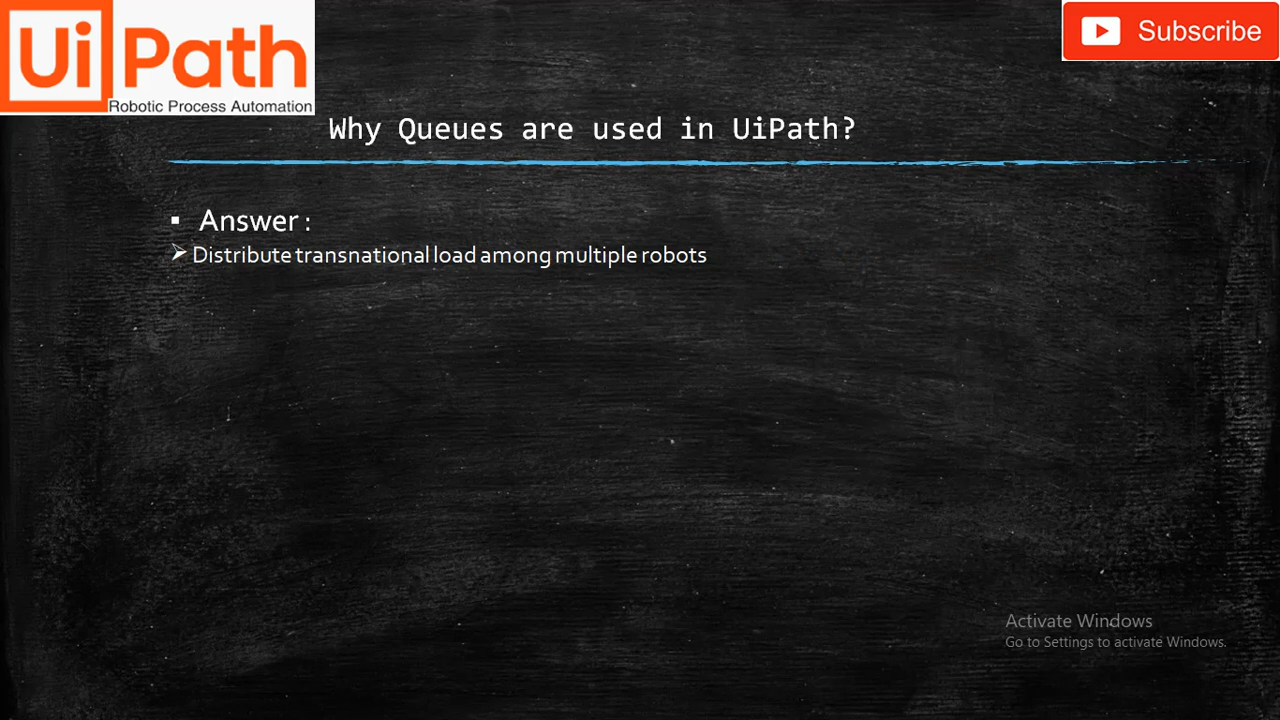 UiPath
Robotic Process Automation
Subscribe
Why Queues are used in UiPath?
▪ Answer :
➢ Distribute transnational load among multiple robots
Activate Windows
Go to Settings to activate Windows.